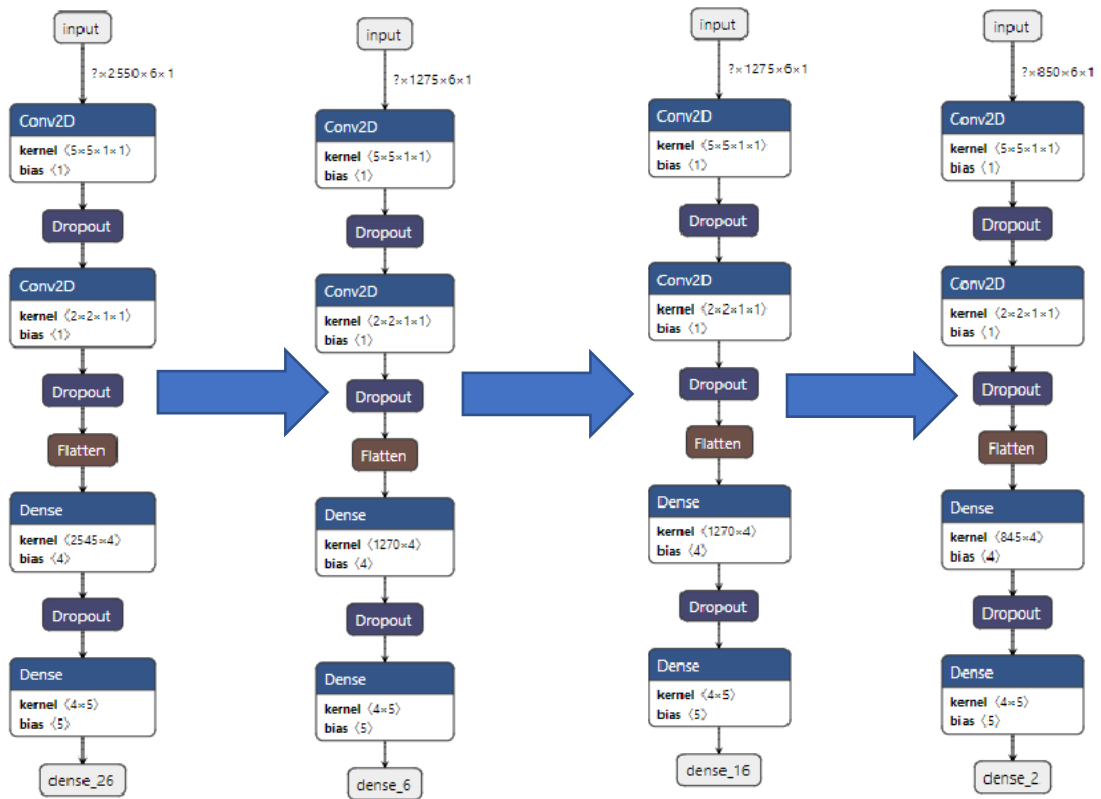 input
?×2550×6×1
Conv2D
kernel ⟨5×5×1×1⟩
bias ⟨1⟩
Dropout
Conv2D
kernel ⟨2×2×1×1⟩
bias ⟨1⟩
Dropout
Flatten
Dense
kernel ⟨2545×4⟩
bias ⟨4⟩
Dropout
Dense
kernel ⟨4×5⟩
bias ⟨5⟩
dense_26
input
?×1275×6×1
Conv2D
kernel ⟨5×5×1×1⟩
bias ⟨1⟩
Dropout
Conv2D
kernel ⟨2×2×1×1⟩
bias ⟨1⟩
Dropout
Flatten
Dense
kernel ⟨1270×4⟩
bias ⟨4⟩
Dropout
Dense
kernel ⟨4×5⟩
bias ⟨5⟩
dense_6
input
?×1275×6×1
Conv2D
kernel ⟨5×5×1×1⟩
bias ⟨1⟩
Dropout
Conv2D
kernel ⟨2×2×1×1⟩
bias ⟨1⟩
Dropout
Flatten
Dense
kernel ⟨1270×4⟩
bias ⟨4⟩
Dropout
Dense
kernel ⟨4×5⟩
bias ⟨5⟩
dense_16
input
?×850×6×1
Conv2D
kernel ⟨5×5×1×1⟩
bias ⟨1⟩
Dropout
Conv2D
kernel ⟨2×2×1×1⟩
bias ⟨1⟩
Dropout
Flatten
Dense
kernel ⟨845×4⟩
bias ⟨4⟩
Dropout
Dense
kernel ⟨4×5⟩
bias ⟨5⟩
dense_2